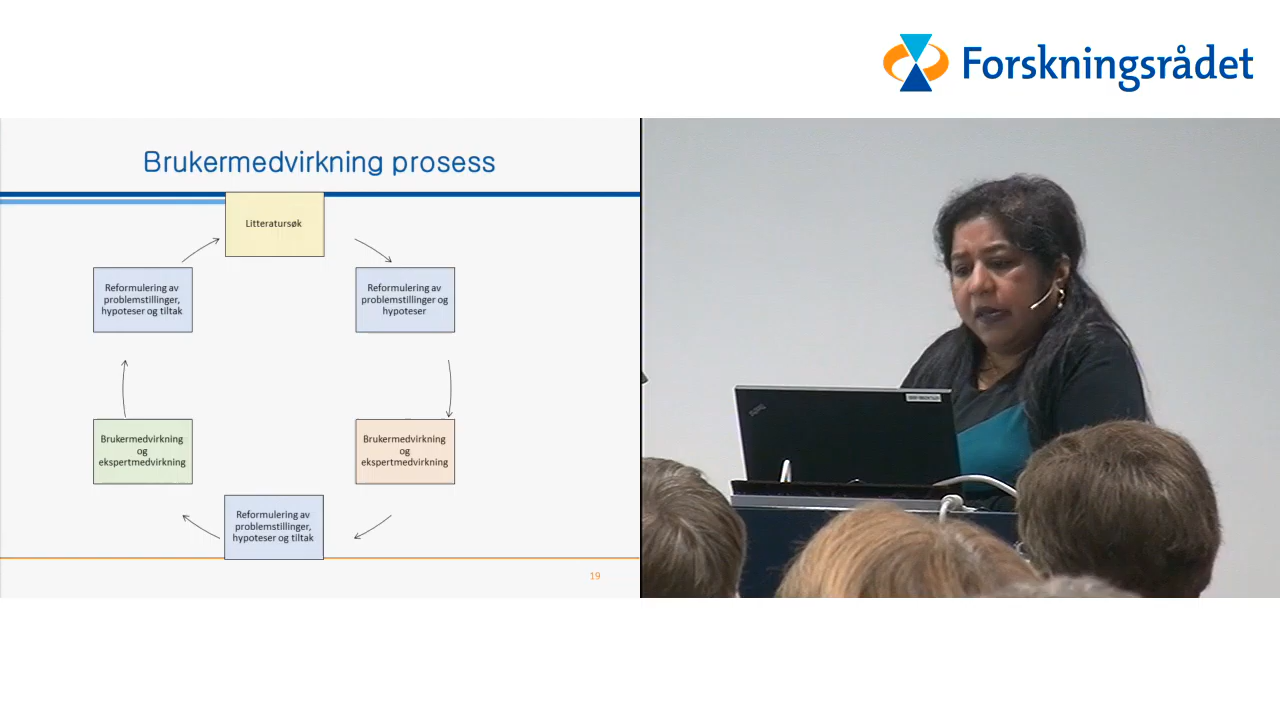 Forskningsrådet
Brukermedvirkning prosess
Litteratursøk
Reformulering av
problemstillinger,
hypoteser og tiltak
Reformulering av
problemstillinger og
hypoteser
Brukermedvirkning
og
ekspertmedvirkning
Brukermedvirkning
og
ekspertmedvirkning
Reformulering av
problemstillinger,
hypoteser og tiltak
19